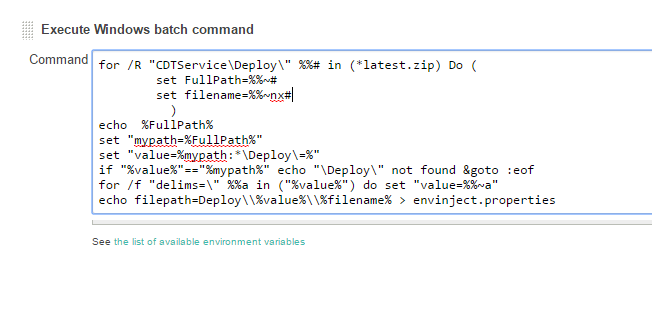 Execute Windows batch command
Command
for /R "CDTService\Deploy\" %%# in (*latest.zip) Do (
set FullPath=%%~#
set filename=%%~nx#
)
echo  %FullPath%
set "mypath=%FullPath%"
set "value=%mypath:*\Deploy\=%"
if "%value%"=="%mypath%" echo "\Deploy\" not found &goto :eof
for /f "delims=\" %%a in ("%value%") do set "value=%%~a"
echo filepath=Deploy\\%value%\\%filename% > envinject.properties
See the list of available environment variables